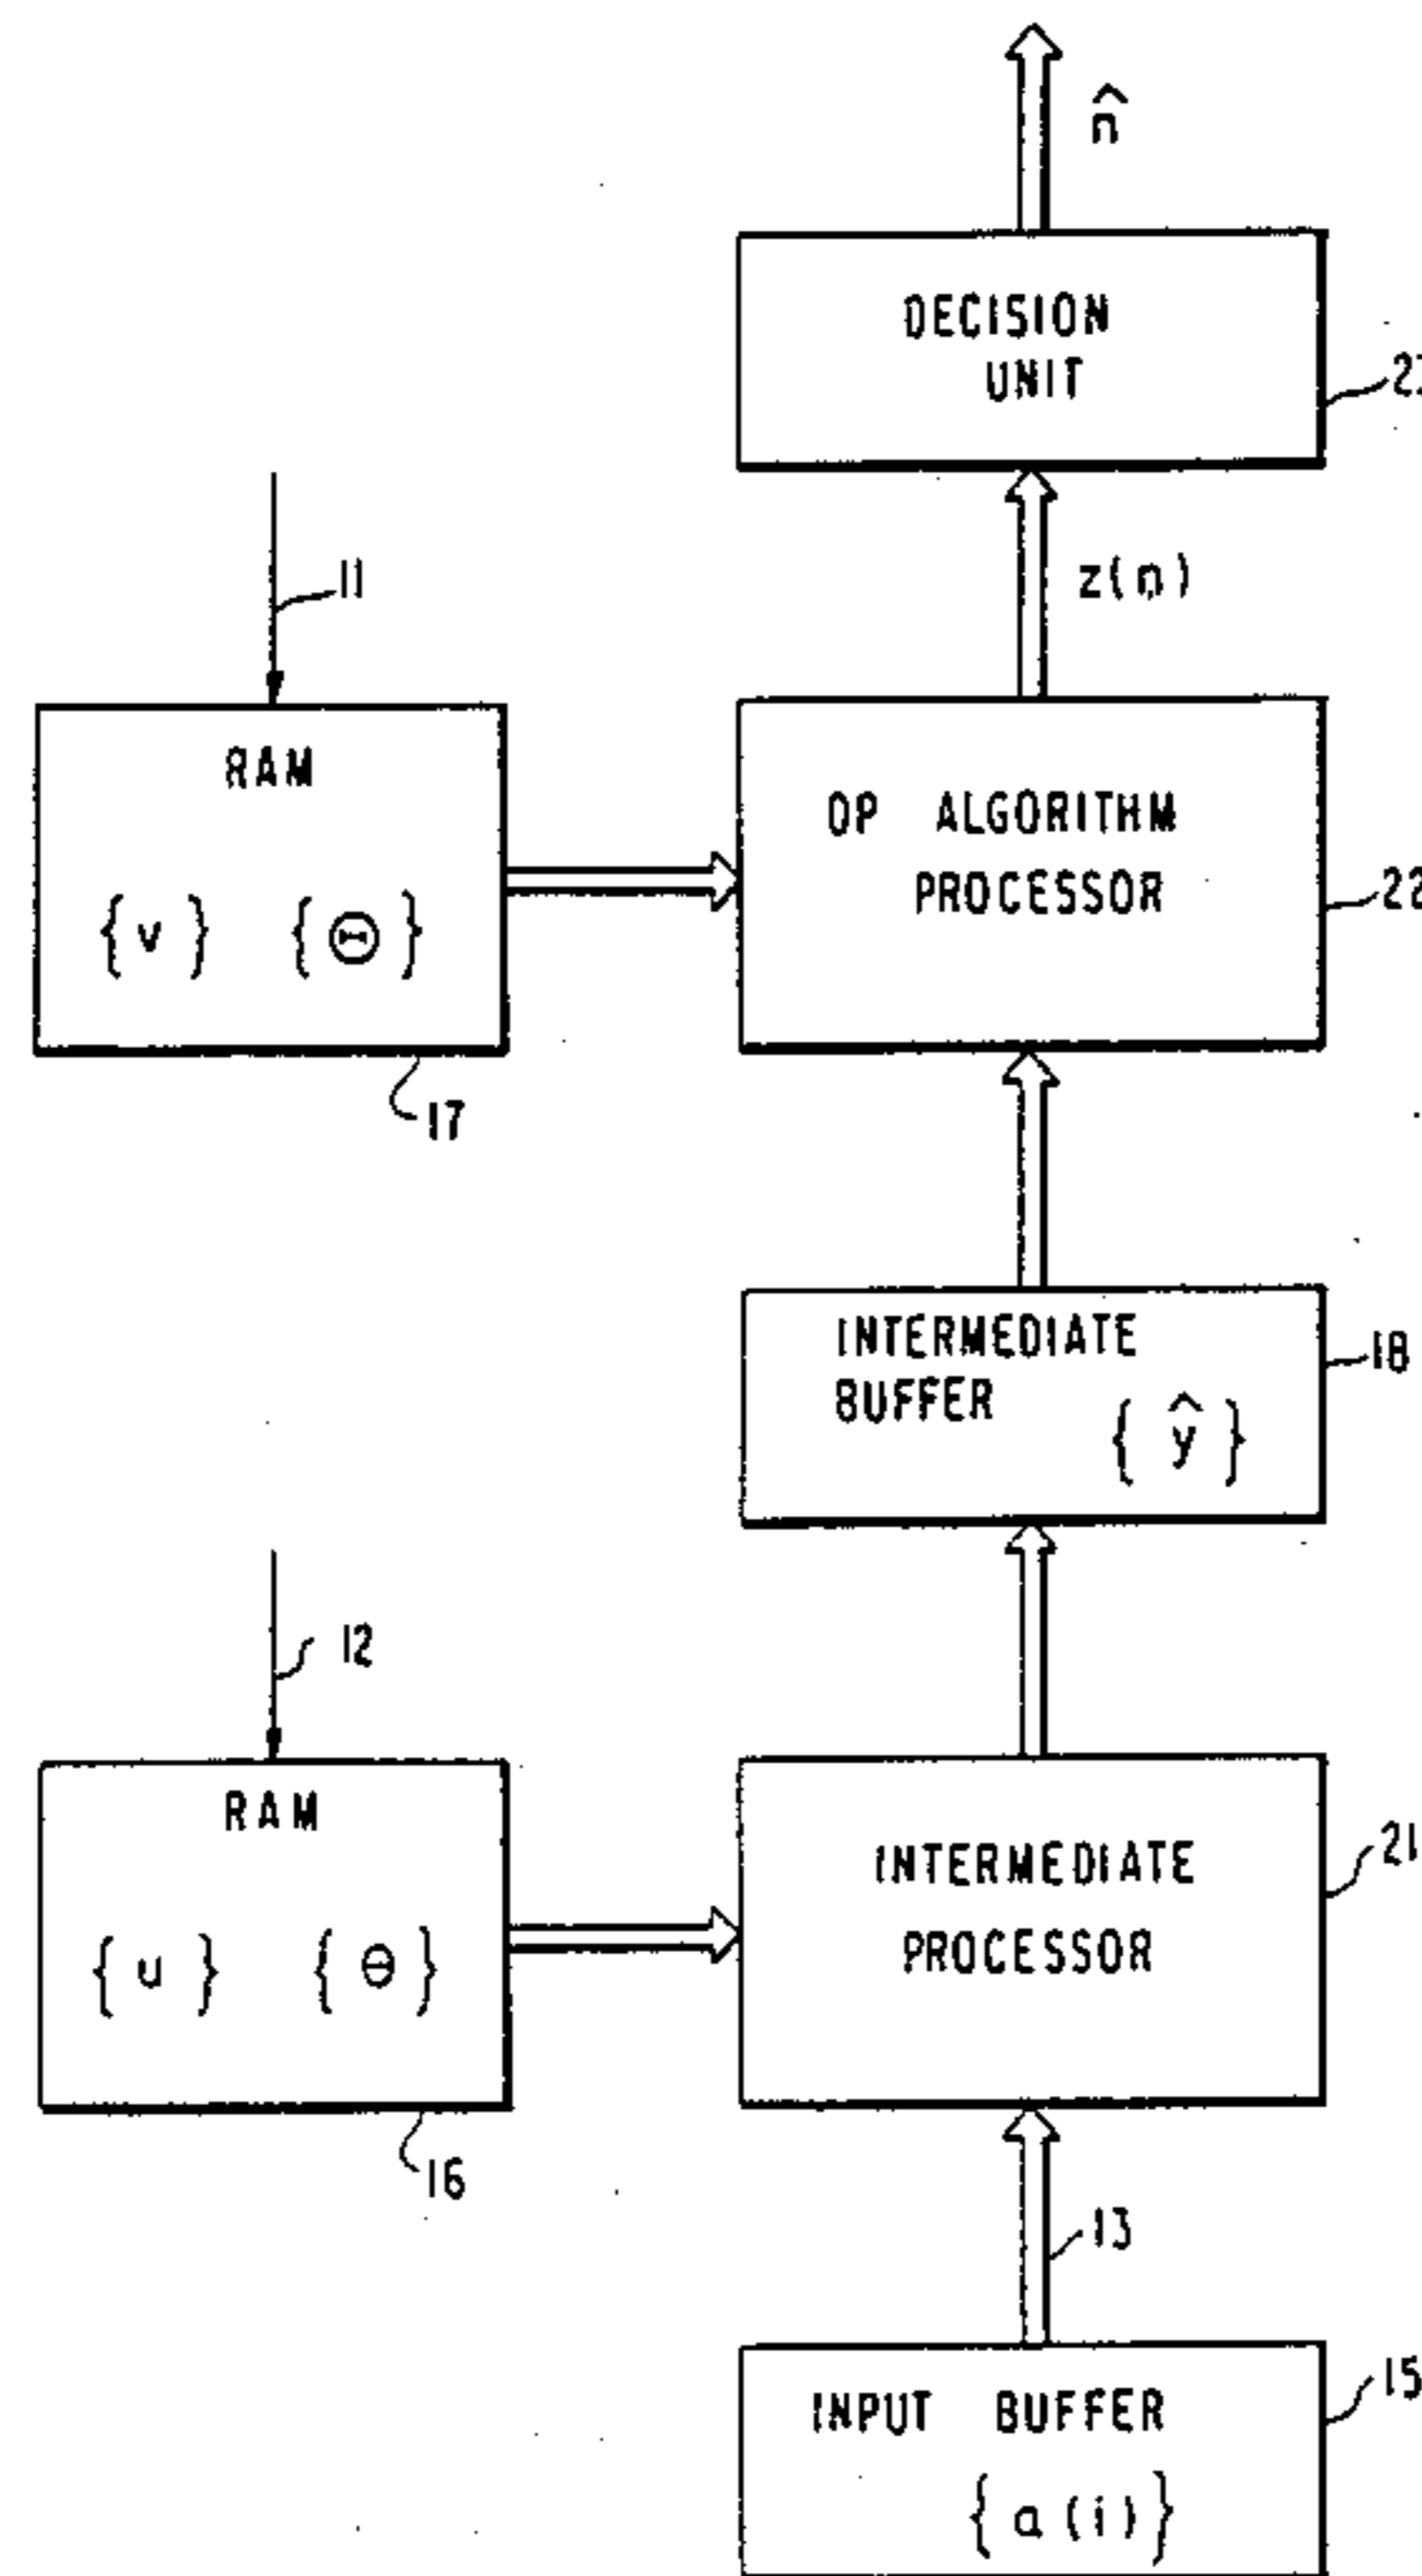 n̂
DECISION
UNIT
z(n)
11
RAM
{v} {Θ}
17
DP ALGORITHM
PROCESSOR
22
INTERMEDIATE
BUFFER
{ŷ}
18
12
RAM
{u} {Θ}
16
INTERMEDIATE
PROCESSOR
21
13
INPUT BUFFER
{a(i)}
15